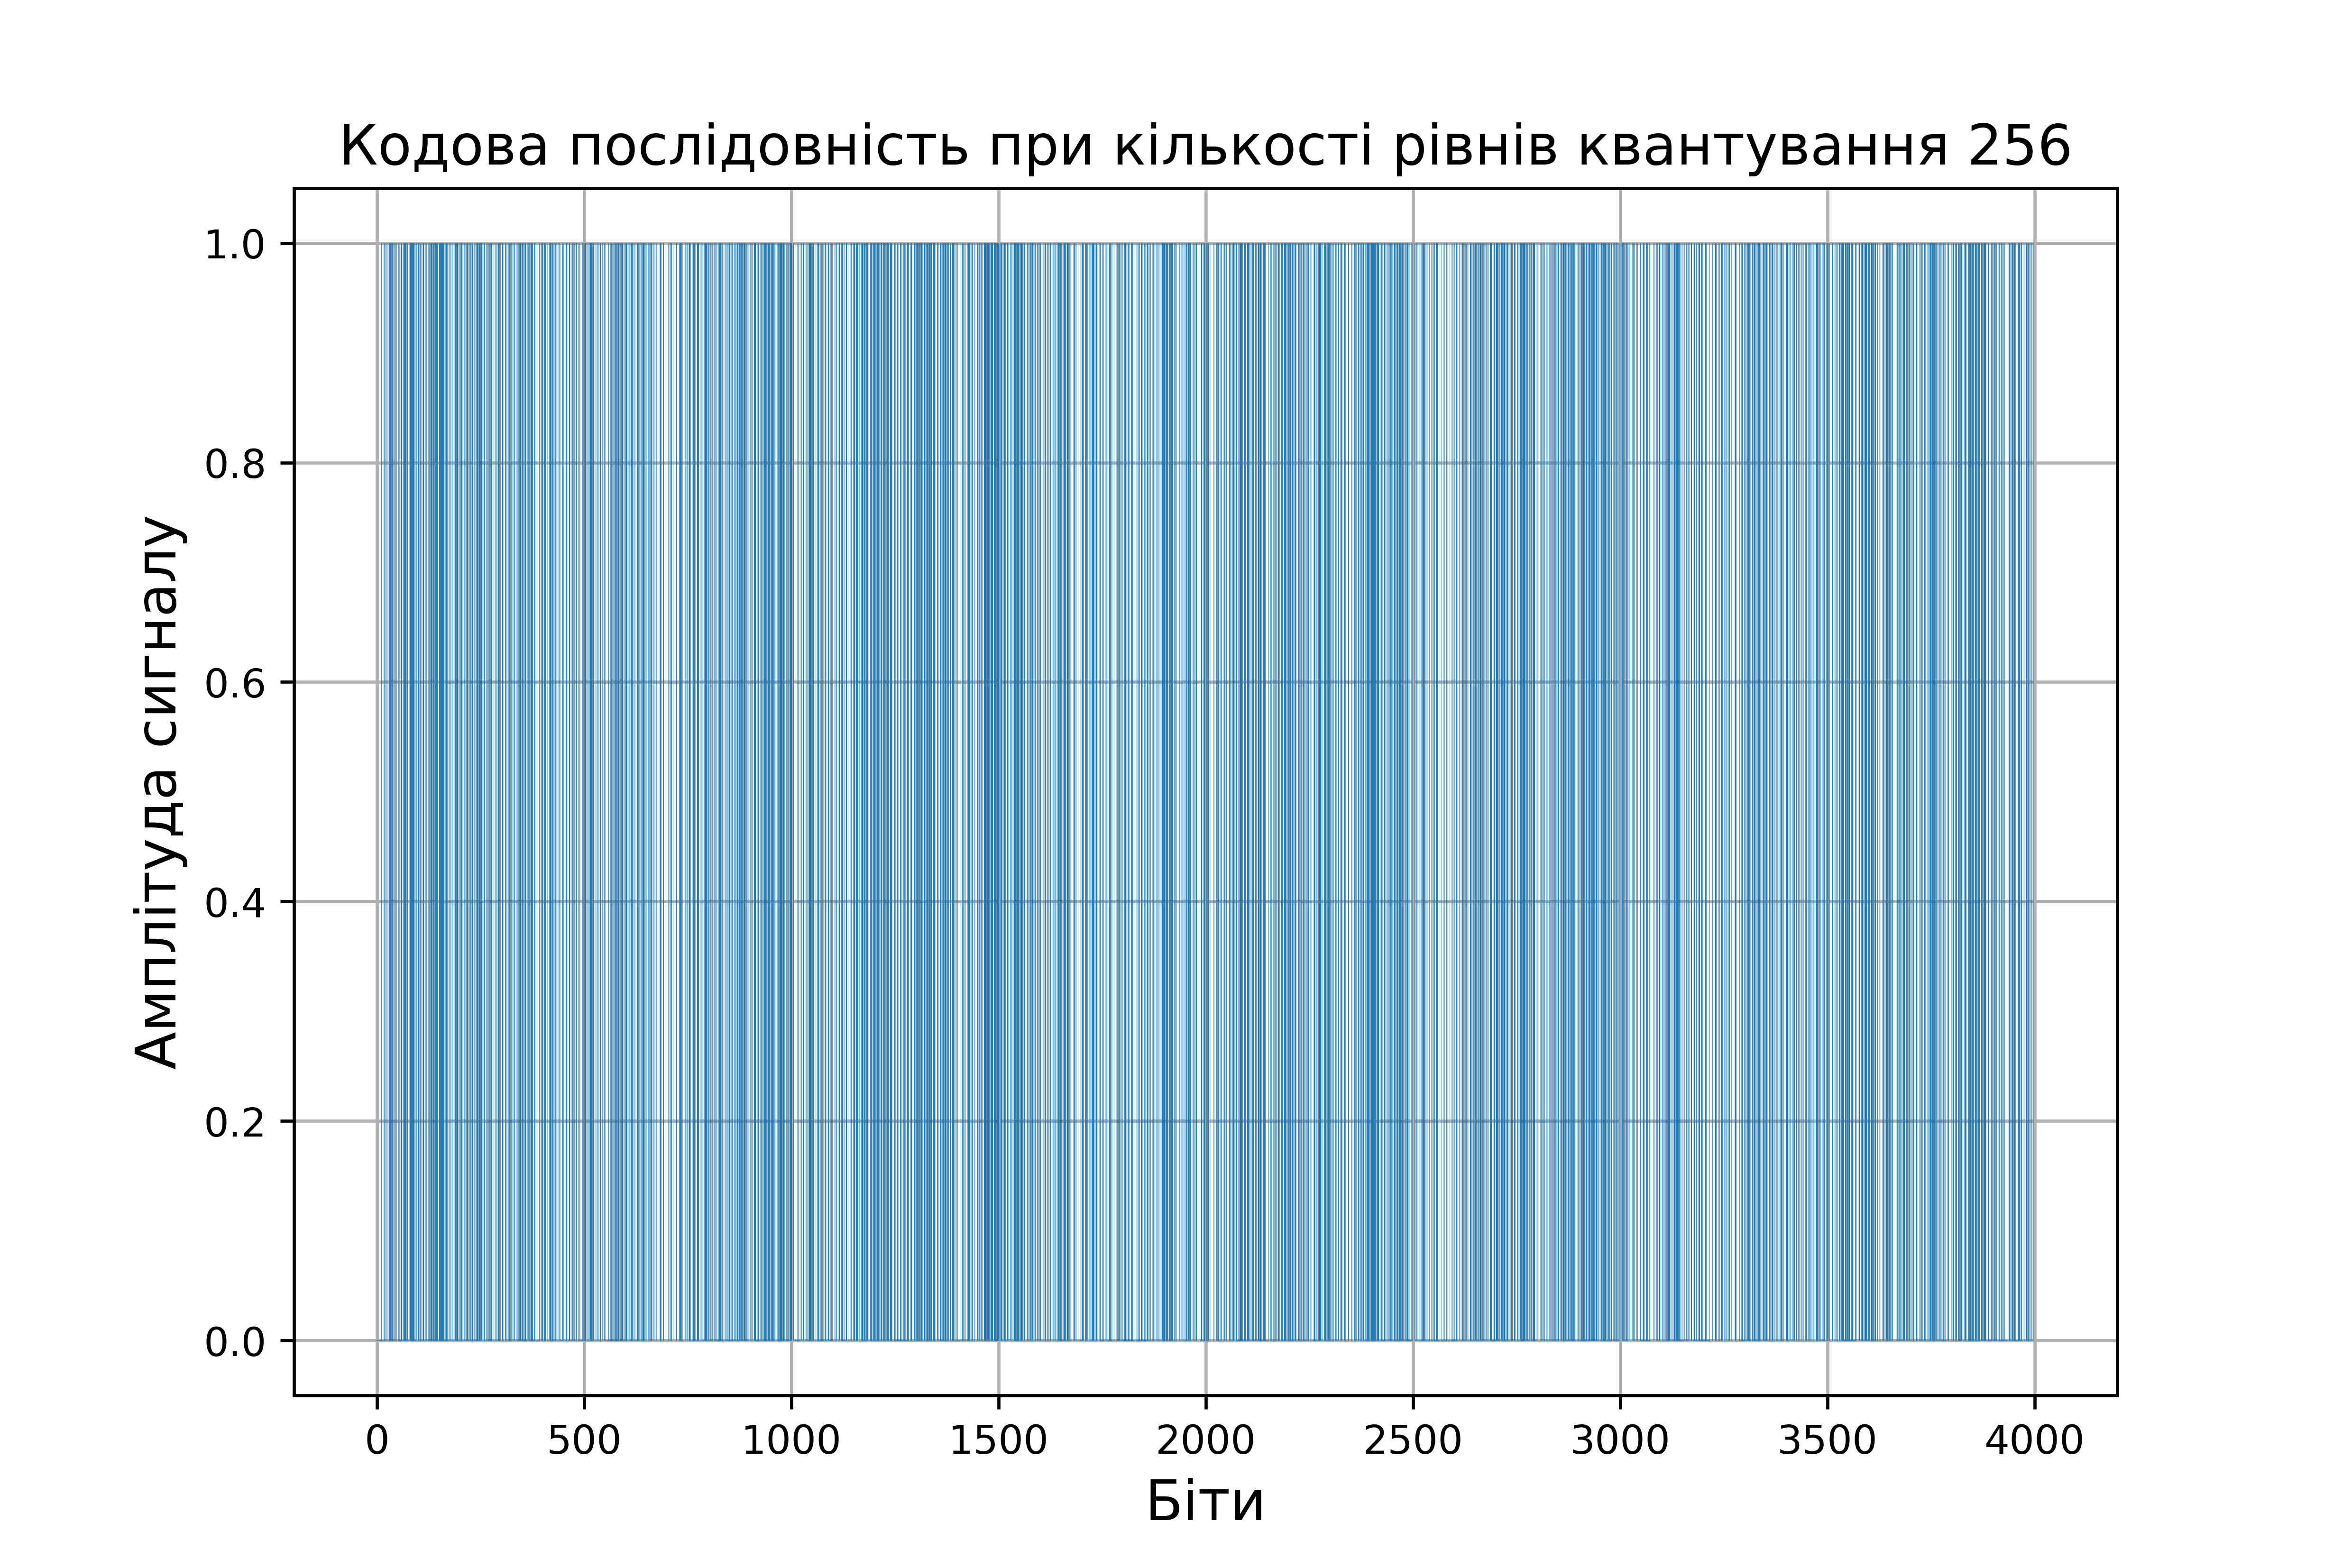 Кодова послідовність при кількості рівнів квантування 256
Амплітуда сигналу
1.0
0.8
0.6
0.4
0.2
0.0
0 500 1000 1500 2000 2500 3000 3500 4000
Біти